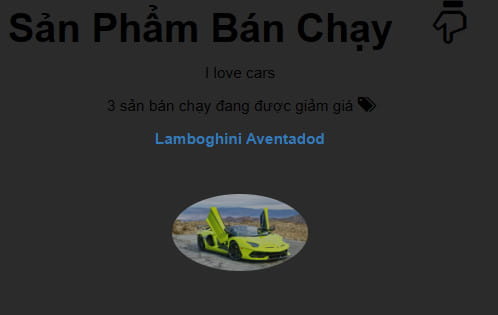 Sản Phẩm Bán Chạy
I love cars
3 sản bán chạy đang được giảm giá
Lamboghini Aventadod